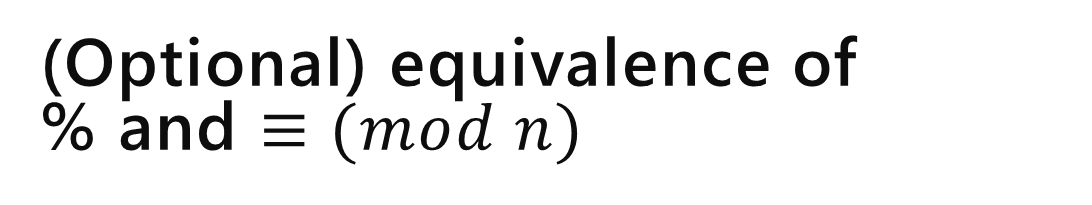 (Optional) equivalence of
% and ≡ (mod n)